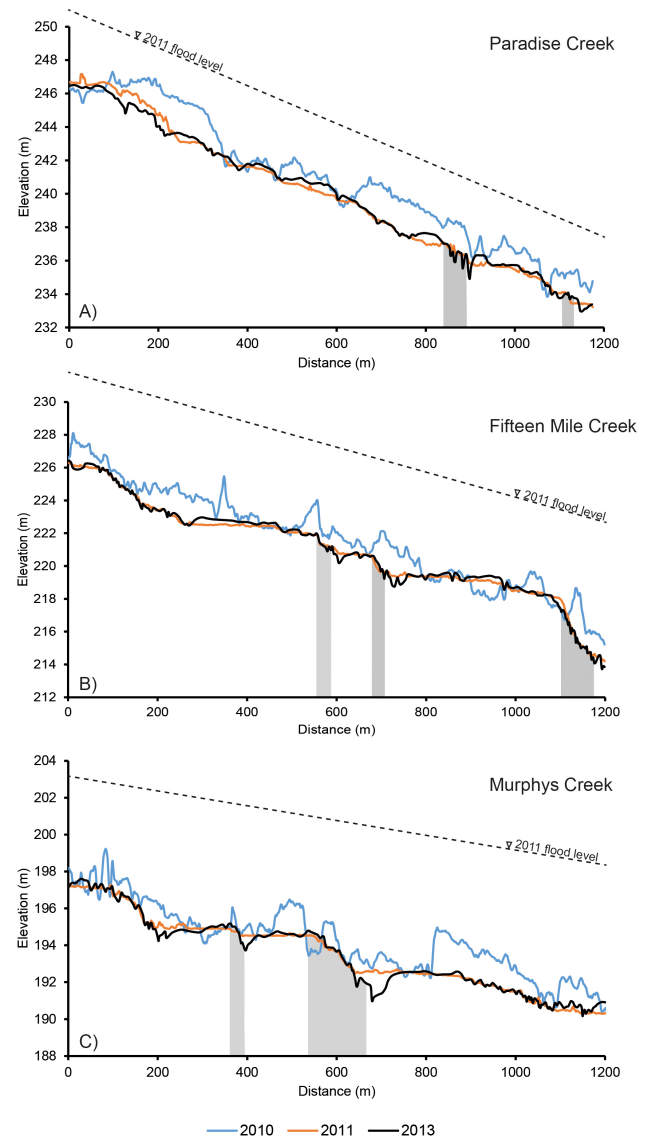 Paradise Creek
2011 flood level
250
248
246
244
242
240
238
236
234
232
Elevation (m)
A)
0 200 400 600 800 1000 1200
Distance (m)
Fifteen Mile Creek
2011 flood level
230
228
226
224
222
220
218
216
214
212
Elevation (m)
B)
0 200 400 600 800 1000 1200
Distance (m)
Murphys Creek
2011 flood level
204
202
200
198
196
194
192
190
188
Elevation (m)
C)
0 200 400 600 800 1000 1200
Distance (m)
2010 2011 2013